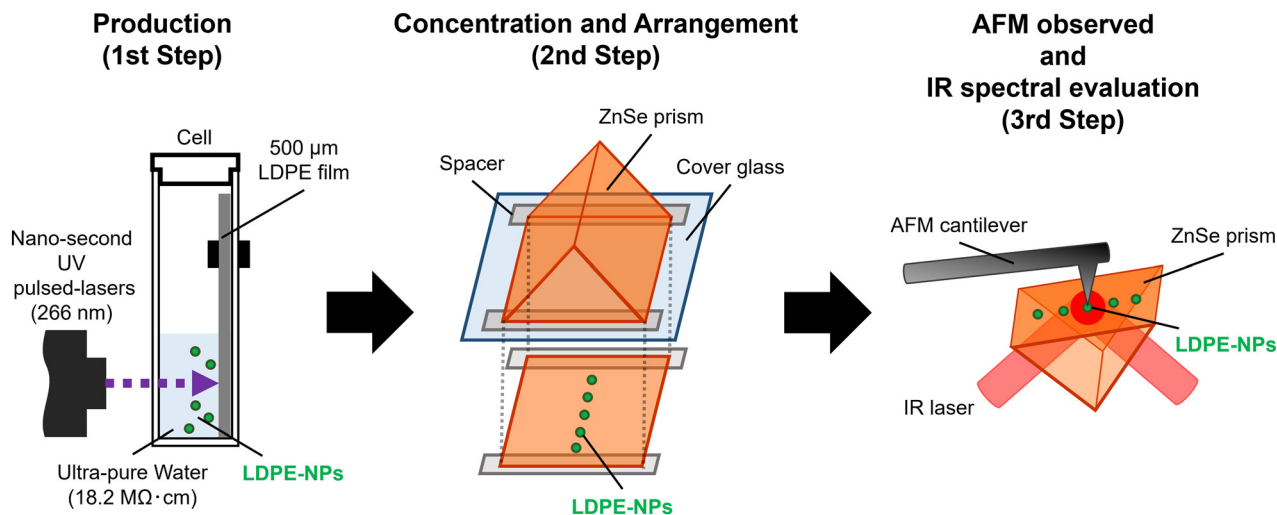 Production
(1st Step)
Cell
500 µm
LDPE film
Nano-second
UV
pulsed-lasers
(266 nm)
Ultra-pure Water
(18.2 MΩ·cm)
LDPE-NPs
Concentration and Arrangement
(2nd Step)
ZnSe prism
Spacer
Cover glass
LDPE-NPs
AFM observed
and
IR spectral evaluation
(3rd Step)
AFM cantilever
ZnSe prism
LDPE-NPs
IR laser